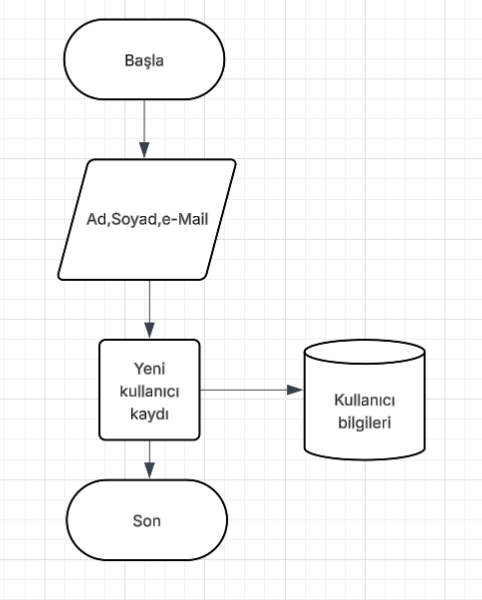 Başla
Ad,Soyad,e-Mail
Yeni
kullanıcı
kaydı
Kullanıcı
bilgileri
Son